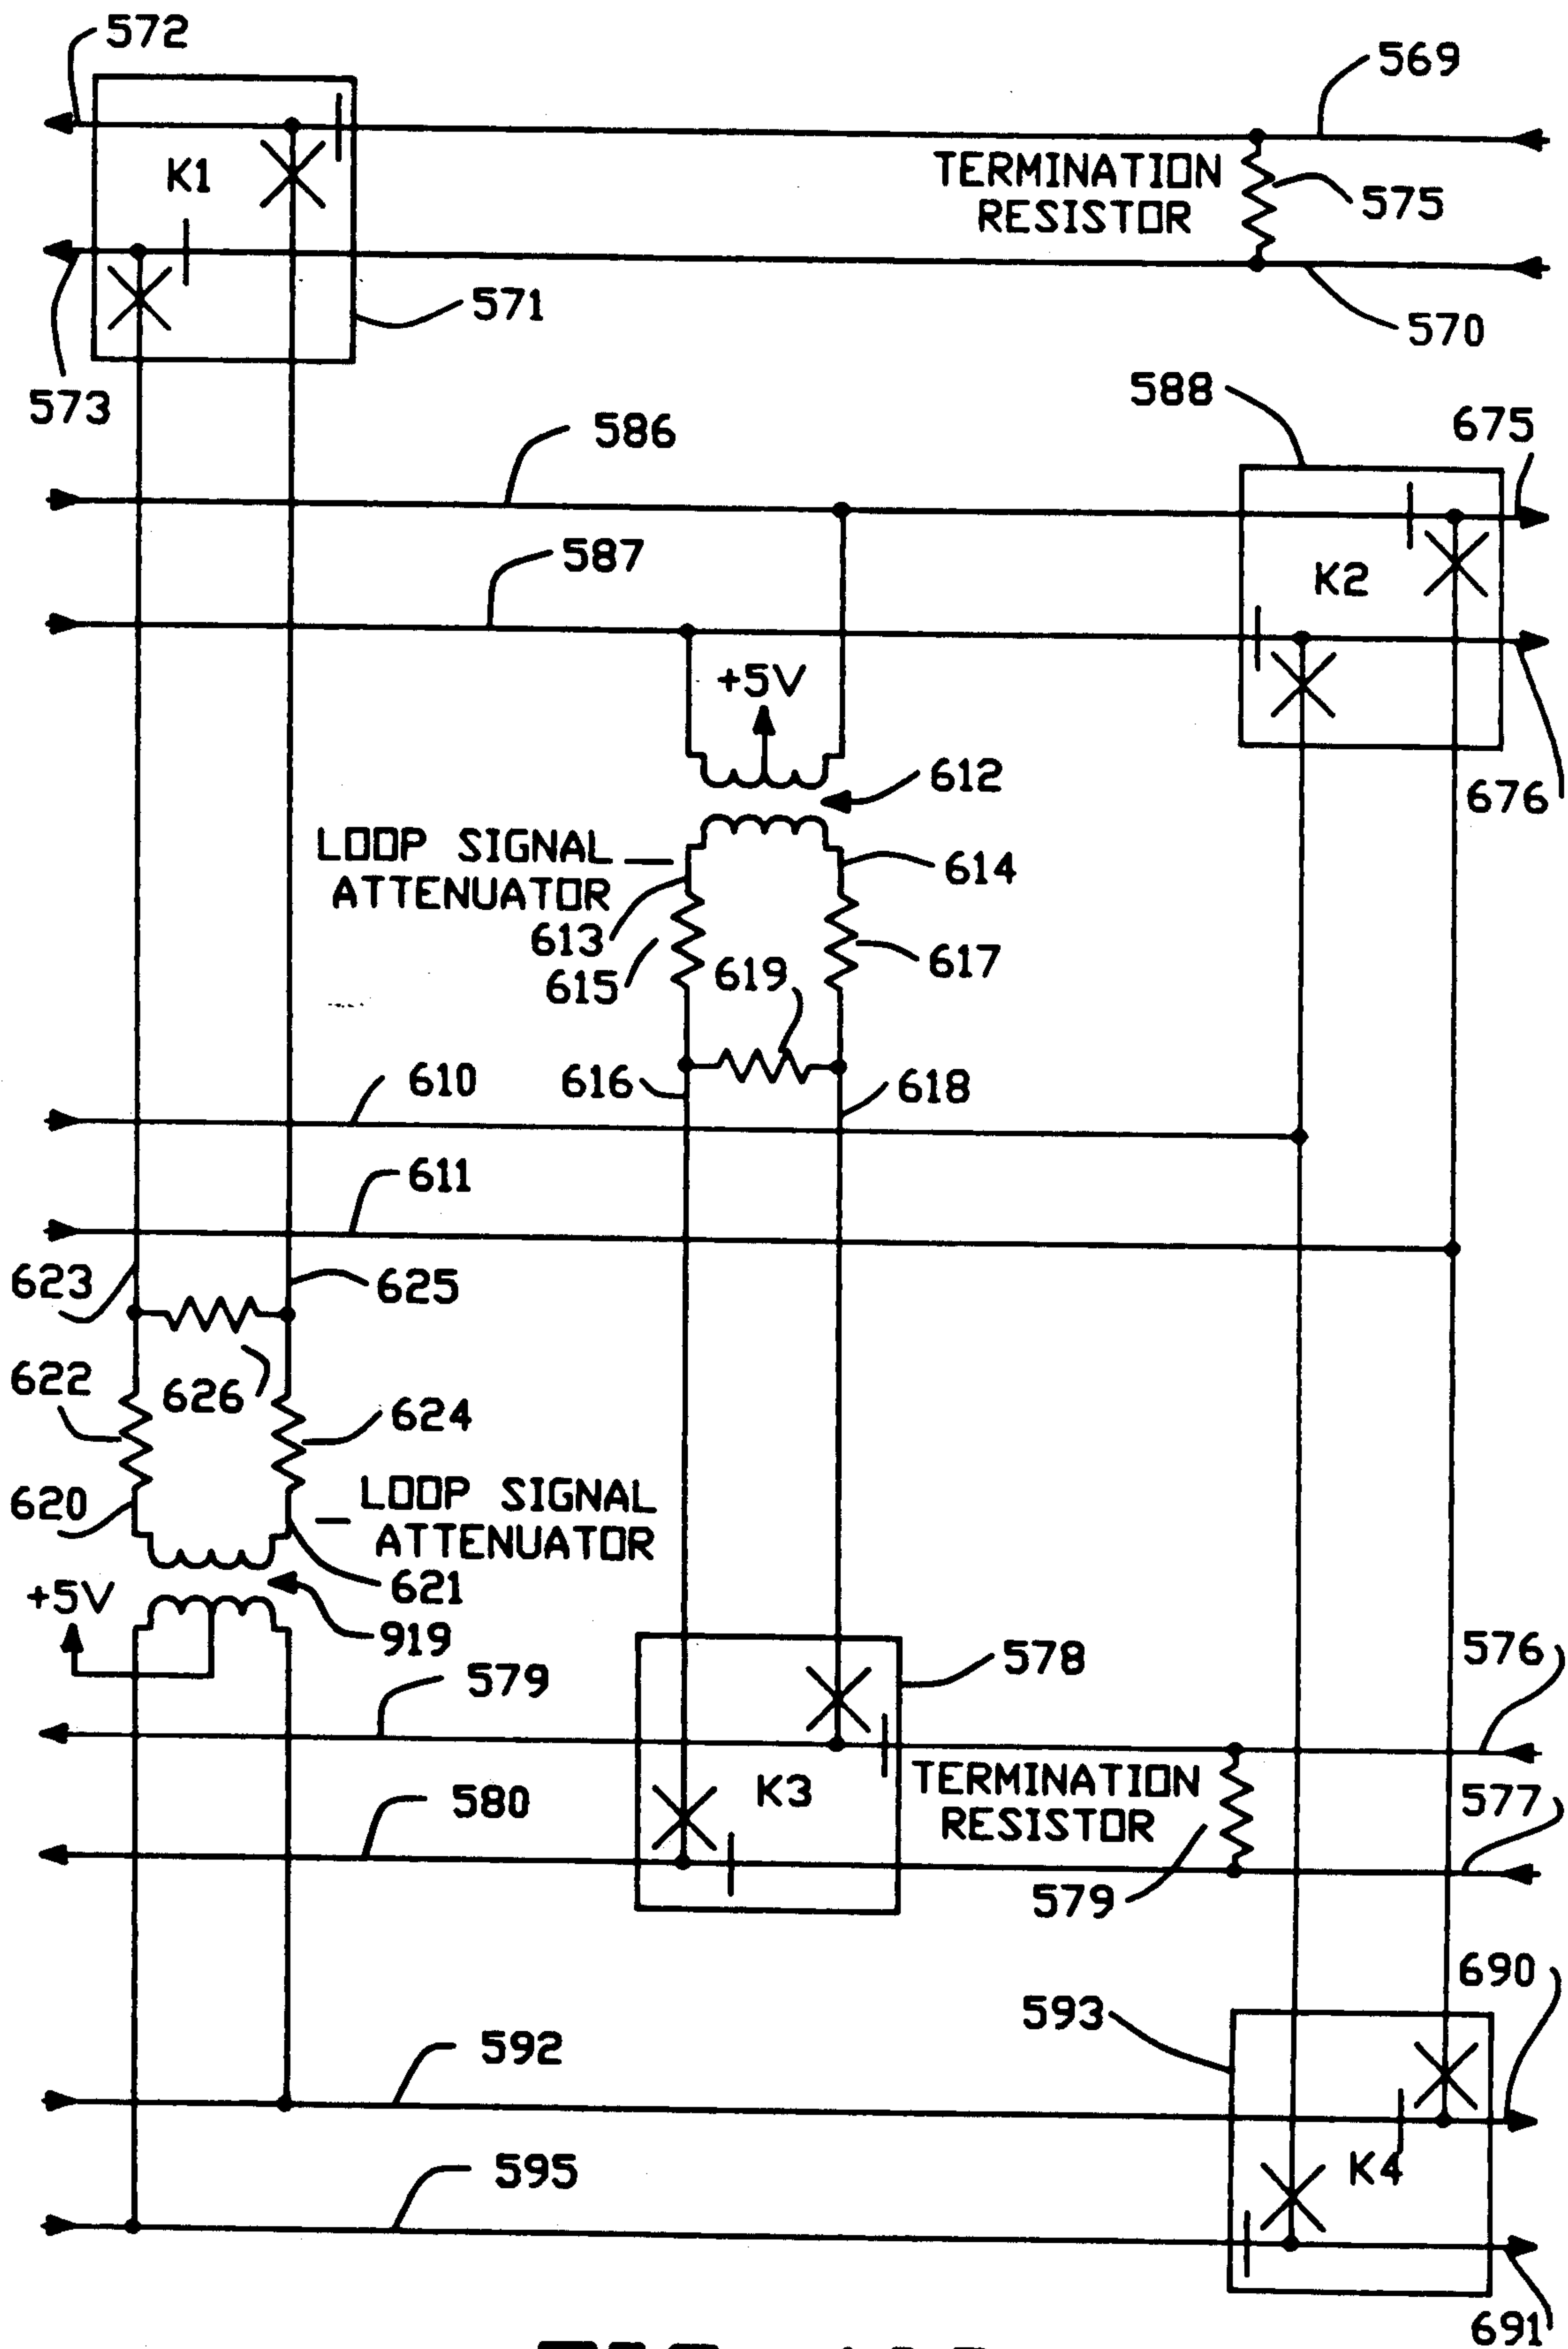 572
569
K1
TERMINATION
RESISTOR
575
571
570
573
588
675
586
587
K2
+5V
612
676
LOOP SIGNAL
ATTENUATOR
614
613
615
619
617
610
616
618
611
623
625
622
626
624
620
LOOP SIGNAL
ATTENUATOR
621
+5V
919
579
578
576
TERMINATION
RESISTOR
K3
580
577
579
690
593
592
K4
595
691